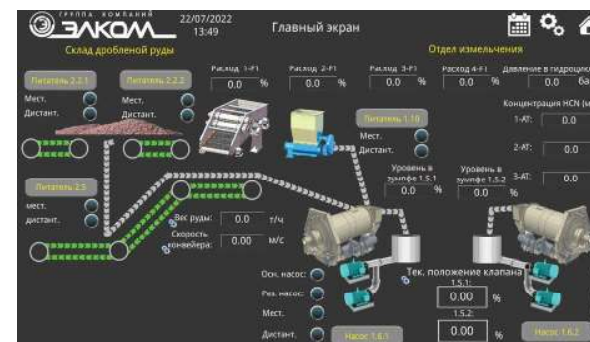 ГРУППА КОМПАНИЙ
ЭЛКОМ
22/07/2022
13:49
Главный экран
Склад дробленой руды
Отдел измельчения
Питатель 2.2.1
Питатель 2.2.2
Мест.
Дистант.
Мест.
Дистант.
Расход 1-F1
0.0 %
Расход 2-F1
0.0 %
Расход 3-F1
0.0 %
Расход 4-F1
0.0 %
Давление в гидроцик
0.0 ба
Питатель 1.10
Мест.
Дистант.
Концентрация HCN (м
1-AT: 0.0
2-AT: 0.0
3-AT: 0.0
Уровень в
зумпфе 1.5.1
0.0 %
Уровень в
зумпфе 1.5.2
0.0 %
Питатель 2.5
мест.
дистант.
Вес руды: 0.0 т/ч
Скорость
конвейера: 0.00 м/с
Осн. насос:
Рез. насос:
Мест.
Дистант.
Тек. положение клапана
1.5.1:
0.00 %
1.5.2:
0.00 %
Насос 1.6.1
Насос 1.6.2